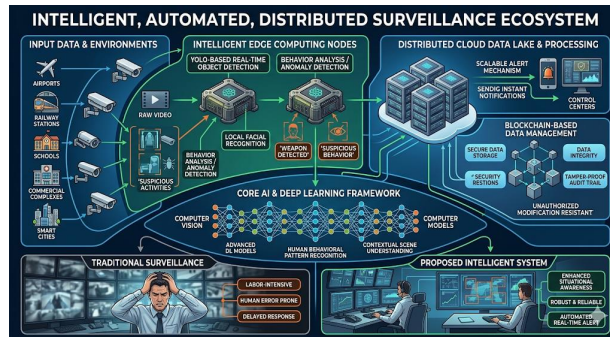 INTELLIGENT, AUTOMATED, DISTRIBUTED SURVEILLANCE ECOSYSTEM
INPUT DATA & ENVIRONMENTS
AIRPORTS
RAILWAY
STATIONS
SCHOOLS
COMMERCIAL
COMPLEXES
SMART
CITIES
RAW VIDEO
'SUSPICIOUS
ACTIVITIES
INTELLIGENT EDGE COMPUTING NODES
YOLO-BASED REAL-TIME
OBJECT DETECTION
BEHAVIOR ANALYSIS /
ANOMALY DETECTION
LOCAL FACIAL
RECOGNITION
BEHAVIOR
ANALYSIS /
ANOMALY
DETECTION
'WEAPON
DETECTED'
'SUSPICIOUS
BEHAVIOR'
DISTRIBUTED CLOUD DATA LAKE & PROCESSING
SCALABLE ALERT
MECHANISM
SENDIG INSTANT
NOTIFICATIONS
CONTROL
CENTERS
BLOCKCHAIN-BASED
DATA MANAGEMENT
SECURE DATA
STORAGE
SECURITY
RESTIONS
DATA
INTEGRITY
TAMPER-PROOF
AUDIT TRAIL
UNAUTHORIZED
MODIFICATION RESISTANT
CORE AI & DEEP LEARNING FRAMEWORK
COMPUTER
VISION
COMPUTER
MODELS
ADVANCED
DL MODELS
HUMAN BEHAVIORAL
PATTERN RECOGNITION
CONTEXTUAL SCENE
UNDERSTANDING
TRADITIONAL SURVEILLANCE
LABOR-INTENSIVE
HUMAN ERROR PRONE
DELAYED RESPONSE
PROPOSED INTELLIGENT SYSTEM
ENHANCED
SITUATIONAL
AWARENESS
ROBUST & RELIABLE
AUTOMATED
REAL-TIME ALERT